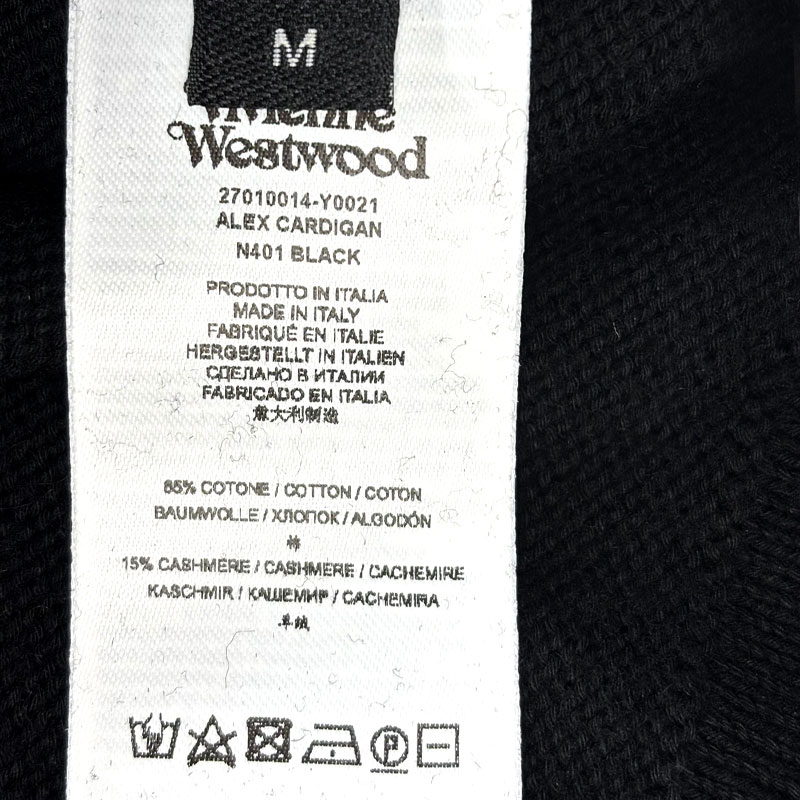 M
Vivienne
Westwood
27010014-Y0021
ALEX CARDIGAN
N401 BLACK
PRODOTTO IN ITALIA
MADE IN ITALY
FABRIQUÉ EN ITALIE
HERGESTELLT IN ITALIEN
СДЕЛАНО В ИТАЛИИ
FABRICADO EN ITALIA
意大利制造
85% COTONE / COTTON / COTON
BAUMWOLLE / ХЛОПОК / ALGODÓN
棉
15% CASHMERE / CASHMERE / CACHEMIRE
KASCHMIR / КАШЕМИР / CACHEMIRA
羊绒
P